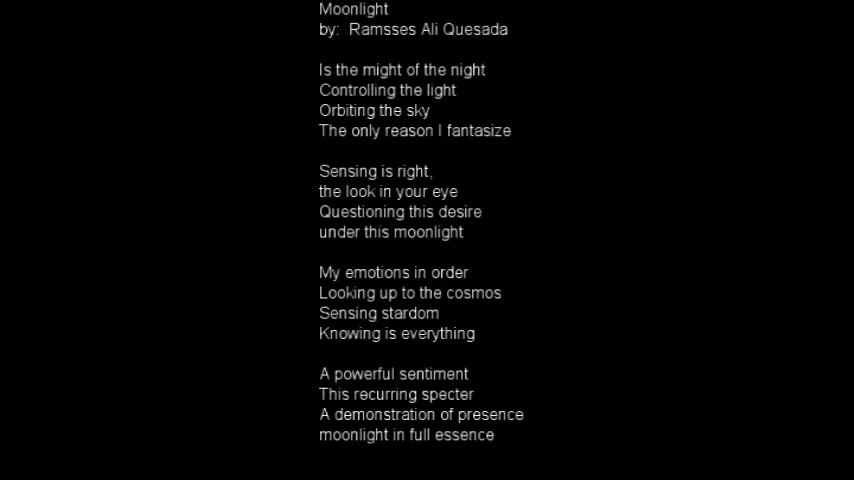 Moonlight
by:  Ramsses Ali Quesada

Is the might of the night
Controlling the light
Orbiting the sky
The only reason I fantasize

Sensing is right,
the look in your eye
Questioning this desire
under this moonlight

My emotions in order
Looking up to the cosmos
Sensing stardom
Knowing is everything

A powerful sentiment
This recurring specter
A demonstration of presence
moonlight in full essence